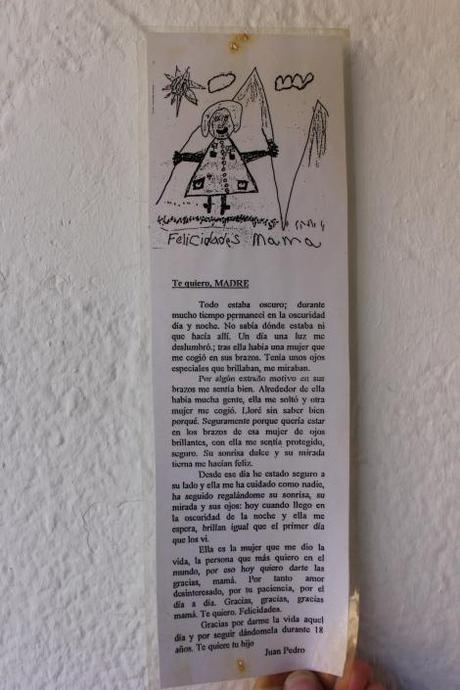 Felicidades Mama
Te quiero, MADRE
Todo estaba oscuro; durante
mucho tiempo permanecí en la oscuridad
día y noche. No sabía dónde estaba ni
que hacía allí. Un día una luz me
deslumbró.; tras ella había una mujer que
me cogió en sus brazos. Tenía unos ojos
especiales que brillaban, me miraban.
Por algún extraño motivo en sus
brazos me sentía bien. Alrededor de ella
había mucha gente, ella me soltó y otra
mujer me cogió. Lloré sin saber bien
porqué. Seguramente porque quería estar
en los brazos de esa mujer de ojos
brillantes, con ella me sentía protegido,
seguro. Su sonrisa dulce y su mirada
tierna me hacían feliz.
Desde ese día he estado seguro a
su lado y ella me ha cuidado como nadie,
ha seguido regalándome su sonrisa, su
mirada y sus ojos: hoy cuando llego en
la oscuridad de la noche y ella me
espera, brillan igual que el primer día
que los vi.
Ella es la mujer que me dio la
vida, la persona que más quiero en el
mundo, por eso hoy quiero darte las
gracias, mamá. Por tanto amor
desinteresado, por tu paciencia, por el
día a día. Gracias, gracias, gracias
mamá. Te quiero. Felicidades.
Gracias por darme la vida aquel
día y por seguir dándomela durante 18
años. Te quiere tu hijo
Juan Pedro